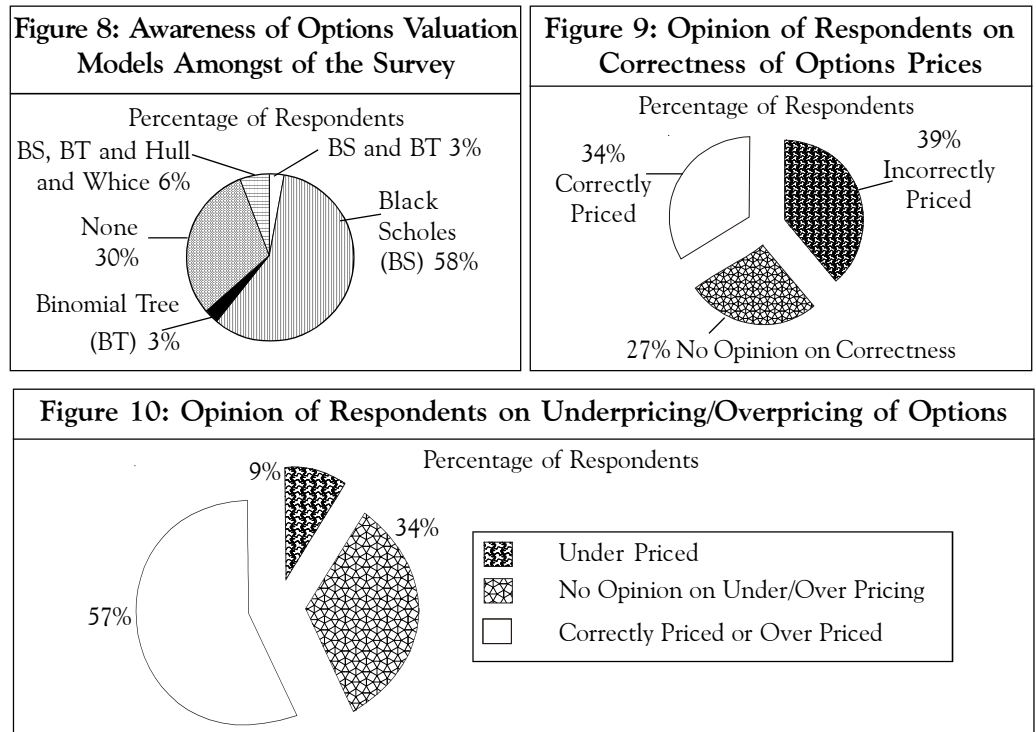 Figure 8: Awareness of Options Valuation
Models Amongst of the Survey
Percentage of Respondents
BS, BT and Hull
and Whice 6%
BS and BT 3%
Black
Scholes
(BS) 58%
None
30%
Binomial Tree
(BT) 3%
Figure 9: Opinion of Respondents on
Correctness of Options Prices
Percentage of Respondents
34%
Correctly
Priced
39%
Incorrectly
Priced
27% No Opinion on Correctness
Figure 10: Opinion of Respondents on Underpricing/Overpricing of Options
Percentage of Respondents
9%
34%
57%
Under Priced
No Opinion on Under/Over Pricing
Correctly Priced or Over Priced